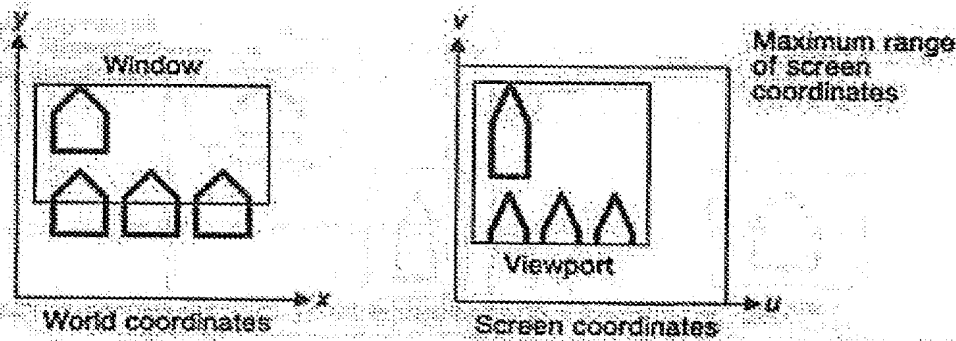 y
Window
x
World coordinates
v
Maximum range
of screen
coordinates
Viewport
u
Screen coordinates